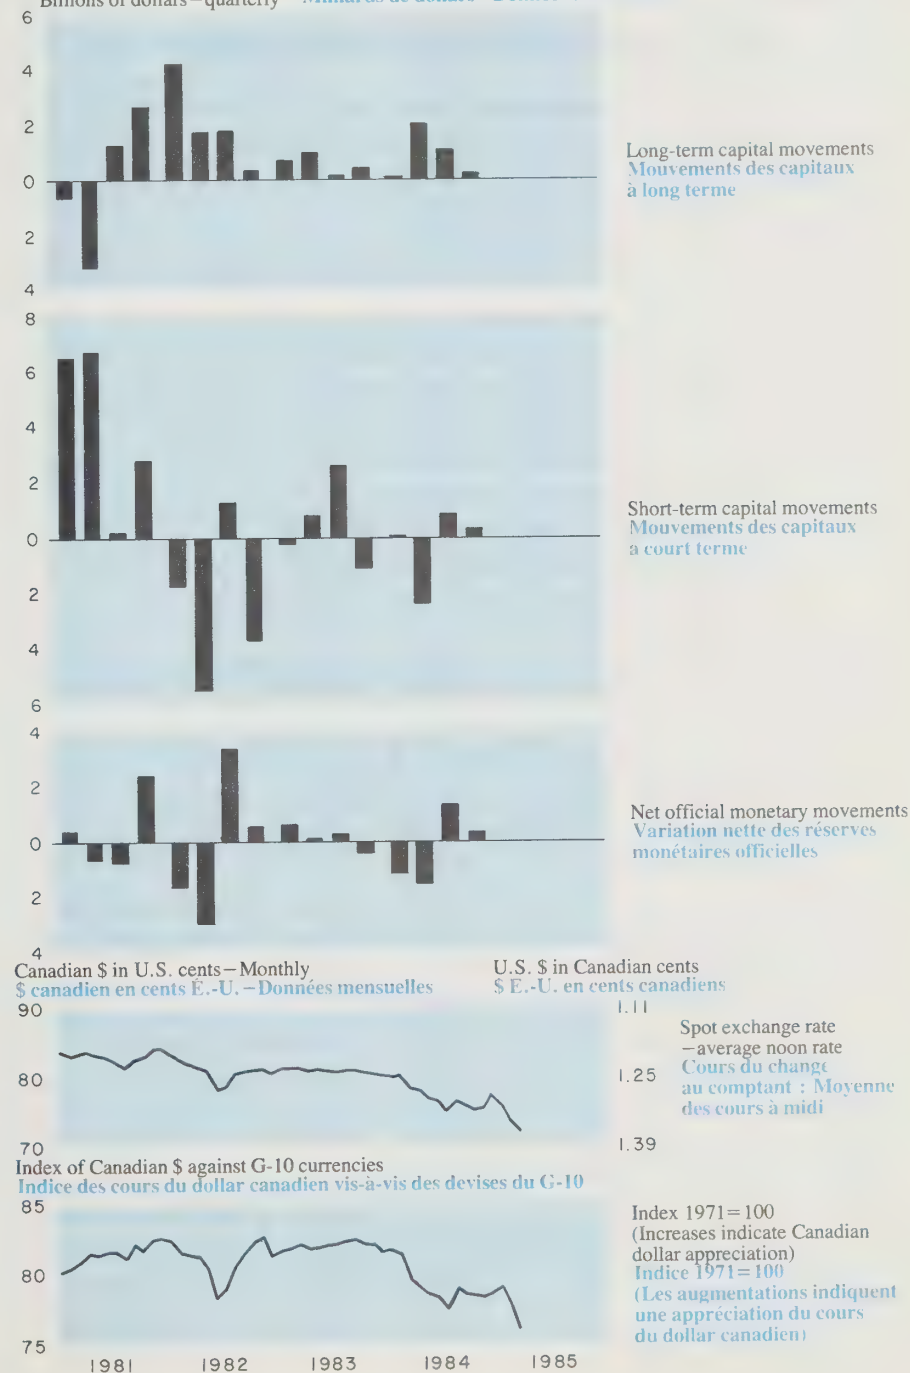 Billions of dollars—quarterly
6
4
2
0
2
4
Long-term capital movements
Mouvements des capitaux
à long terme
8
6
4
2
0
2
4
6
Short-term capital movements
Mouvements des capitaux
a court terme
4
2
0
2
4
Net official monetary movements
Variation nette des réserves
monétaires officielles
Canadian $ in U.S. cents—Monthly
$ canadien en cents É.-U.—Données mensuelles
U.S. $ in Canadian cents
$ E.-U. en cents canadiens
90
80
70
1.11
1.25
1.39
Spot exchange rate
—average noon rate
Cours du change
au comptant : Moyenne
des cours à midi
Index of Canadian $ against G-10 currencies
Indice des cours du dollar canadien vis-à-vis des devises du G-10
85
80
75
Index 1971=100
(Increases indicate Canadian
dollar appreciation)
Indice 1971=100
(Les augmentations indiquent
une appréciation du cours
du dollar canadien)
1981 1982 1983 1984 1985